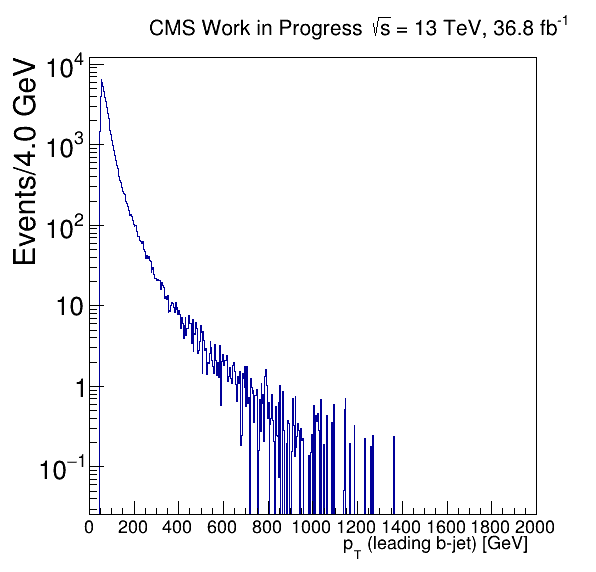 CMS Work in Progress √s = 13 TeV, 36.8 fb⁻¹
Events/4.0 GeV
10⁴
10³
10²
10
1
10⁻¹
0 200 400 600 800 1000 1200 1400 1600 1800 2000
p_T (leading b-jet) [GeV]